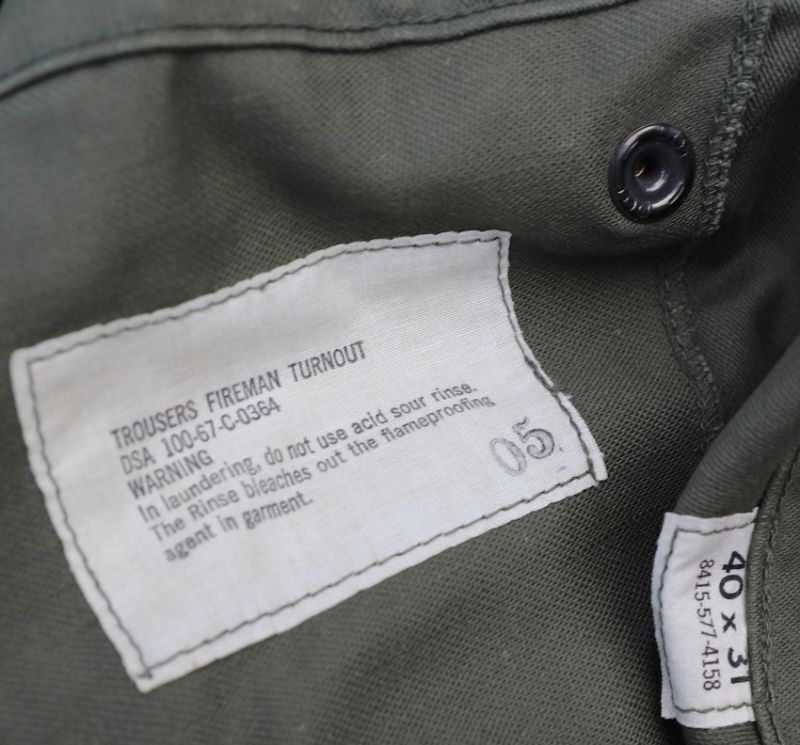 TROUSERS FIREMAN TURNOUT
DSA 100-67-C-0364
WARNING
In laundering, do not use acid sour rinse.
The Rinse bleaches out the flameproofing
agent in garment.
05
40 x 31
8415-577-4158